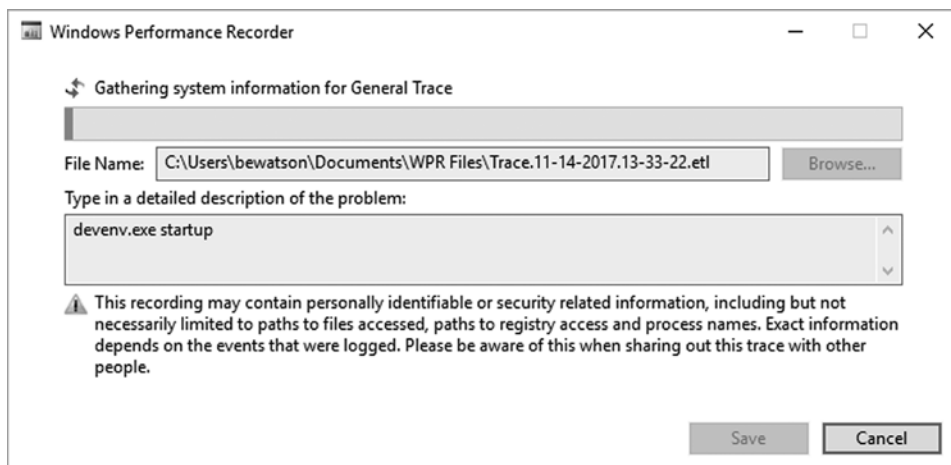 Windows Performance Recorder
Gathering system information for General Trace
File Name: C:\Users\bewatson\Documents\WPR Files\Trace.11-14-2017.13-33-22.etl Browse...
Type in a detailed description of the problem:
devenv.exe startup
This recording may contain personally identifiable or security related information, including but not
necessarily limited to paths to files accessed, paths to registry access and process names. Exact information
depends on the events that were logged. Please be aware of this when sharing out this trace with other
people.
Save Cancel